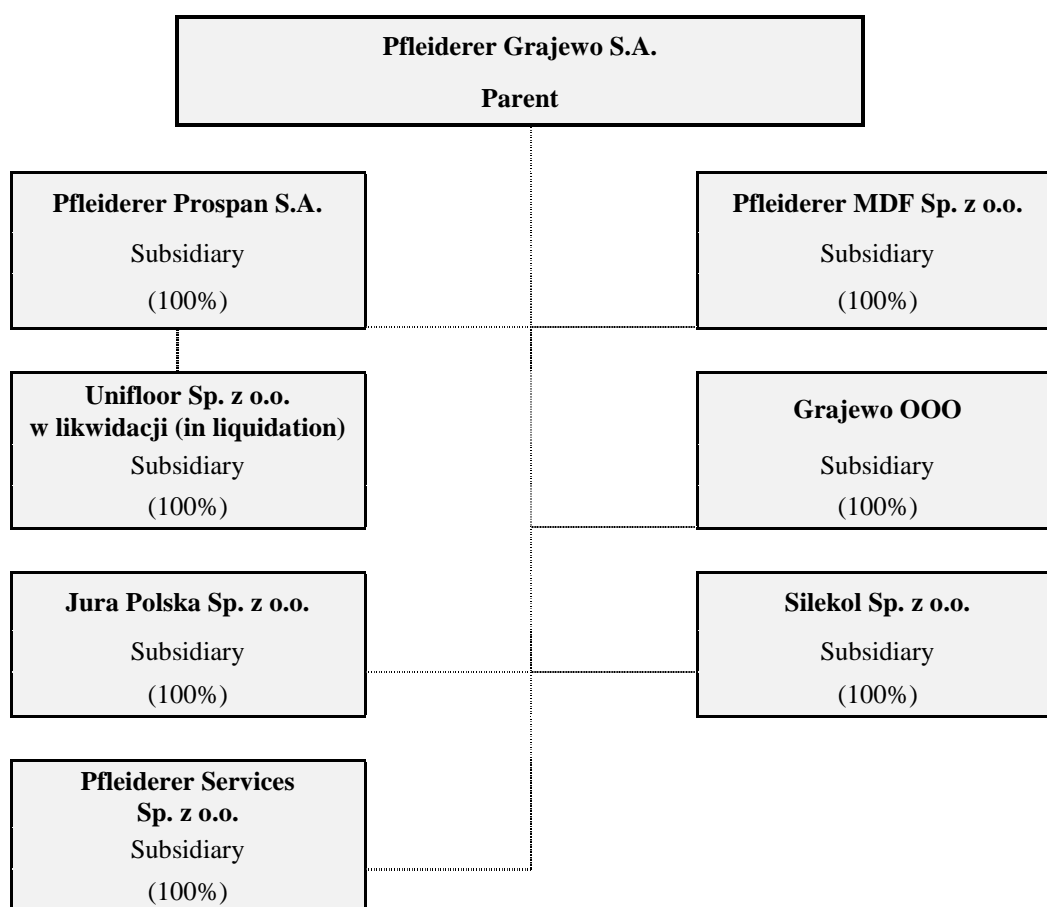 Pfleiderer Grajewo S.A.
Parent
Pfleiderer Prospan S.A.
Subsidiary
(100%)
Pfleiderer MDF Sp. z o.o.
Subsidiary
(100%)
Unifloor Sp. z o.o.
w likwidacji (in liquidation)
Subsidiary
(100%)
Grajewo OOO
Subsidiary
(100%)
Jura Polska Sp. z o.o.
Subsidiary
(100%)
Silekol Sp. z o.o.
Subsidiary
(100%)
Pfleiderer Services
Sp. z o.o.
Subsidiary
(100%)